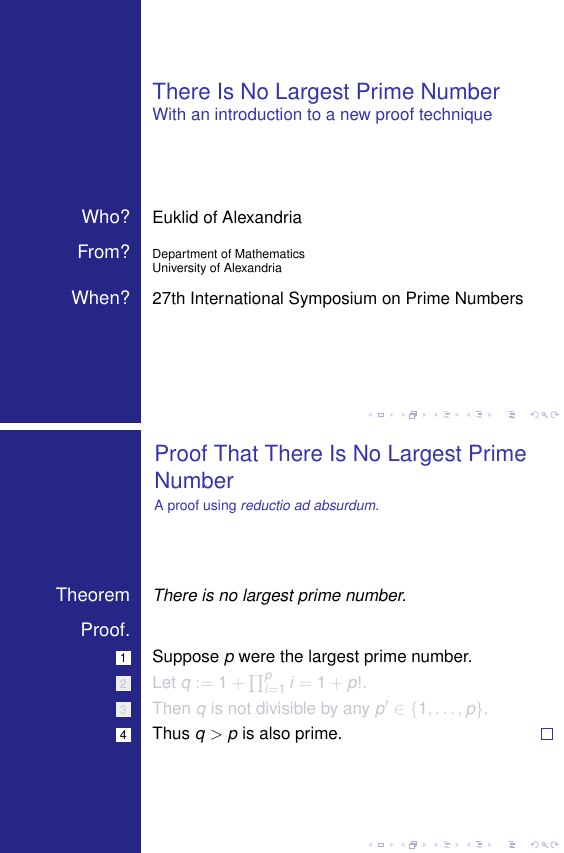 There Is No Largest Prime Number
With an introduction to a new proof technique
Who? Euklid of Alexandria
From? Department of Mathematics
University of Alexandria
When? 27th International Symposium on Prime Numbers
Proof That There Is No Largest Prime
Number
A proof using reductio ad absurdum.
Theorem There is no largest prime number.
Proof.
1 Suppose p were the largest prime number.
2 Let q := 1 + ∏ᵖᵢ₌₁ i = 1 + p!.
3 Then q is not divisible by any p′ ∈ {1, . . . , p}.
4 Thus q > p is also prime. □